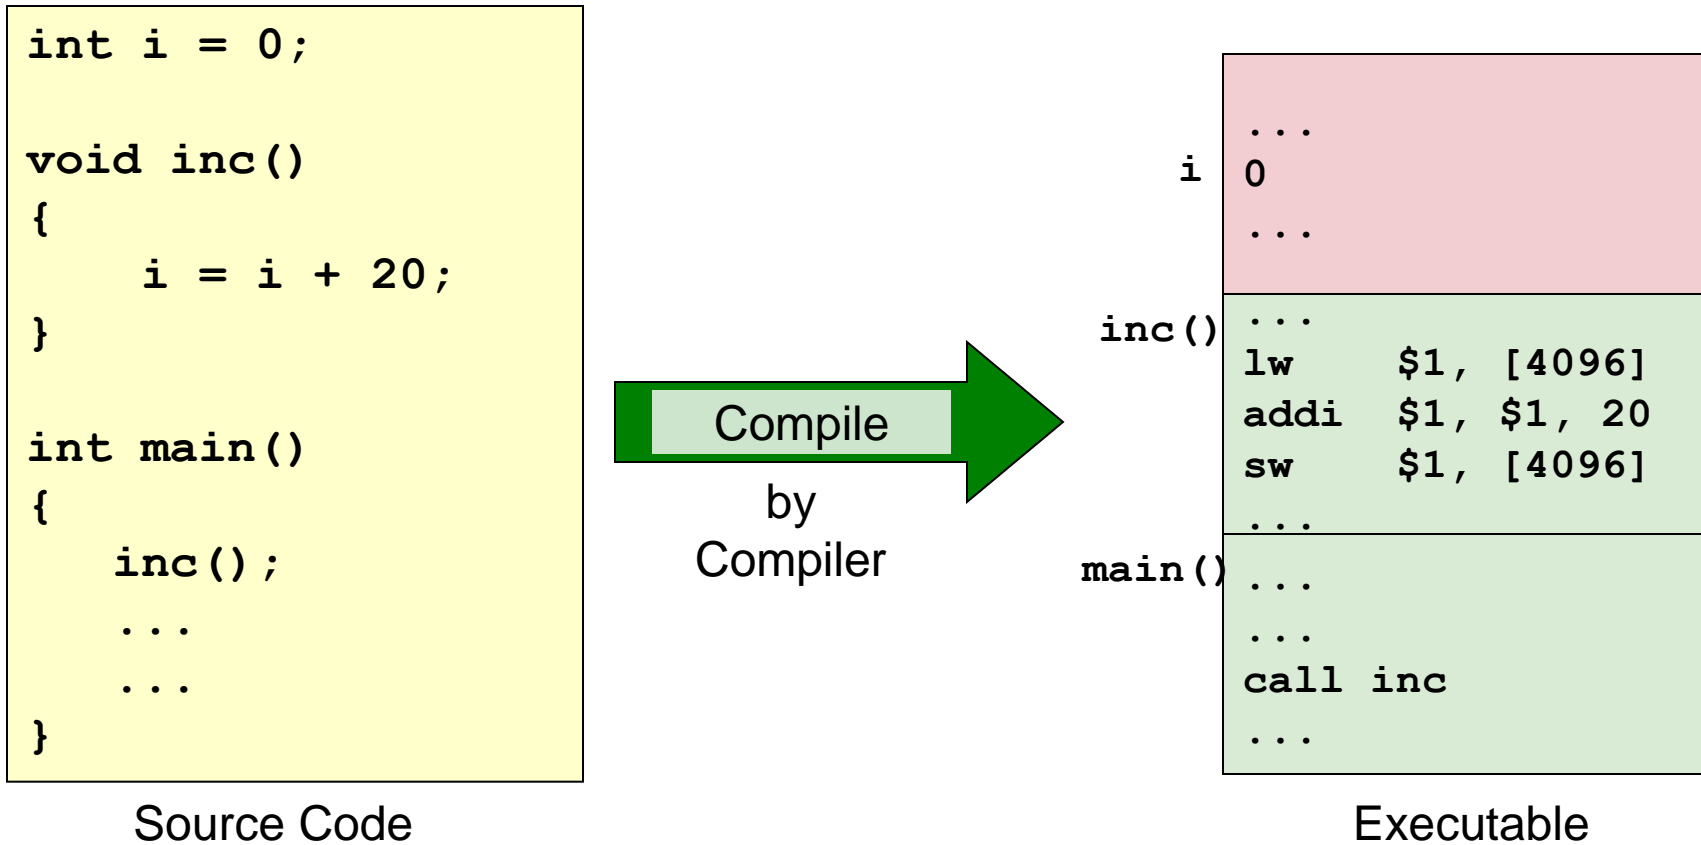 int i = 0;
void inc()
{
i = i + 20;
}
int main()
{
inc();
...
...
}
Source Code
Compile
by
Compiler
...
i 0
...
inc() ...
lw $1, [4096]
addi $1, $1, 20
sw $1, [4096]
...
main() ...
...
call inc
...
Executable